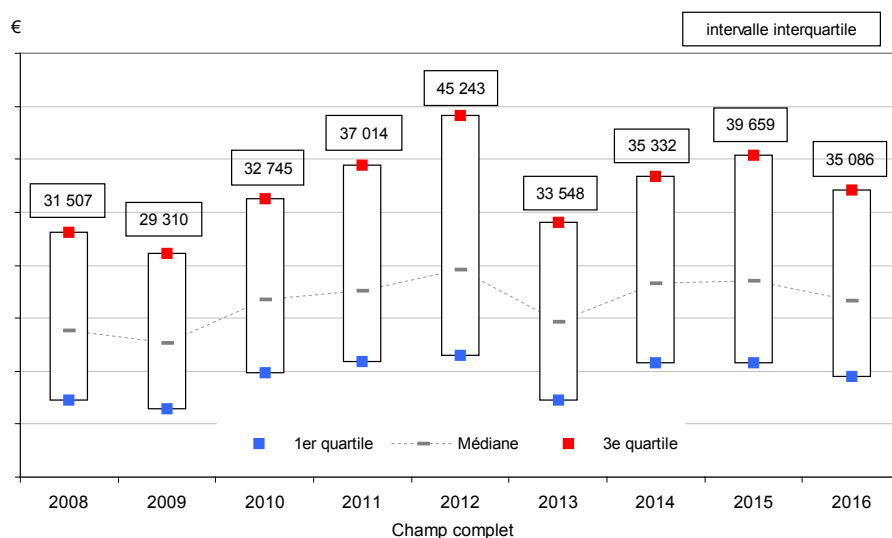 €
intervalle interquartile
45 243
39 659
37 014
35 332
35 086
32 745
33 548
31 507
29 310
1er quartile
Médiane
3e quartile
2008 2009 2010 2011 2012 2013 2014 2015 2016
Champ complet